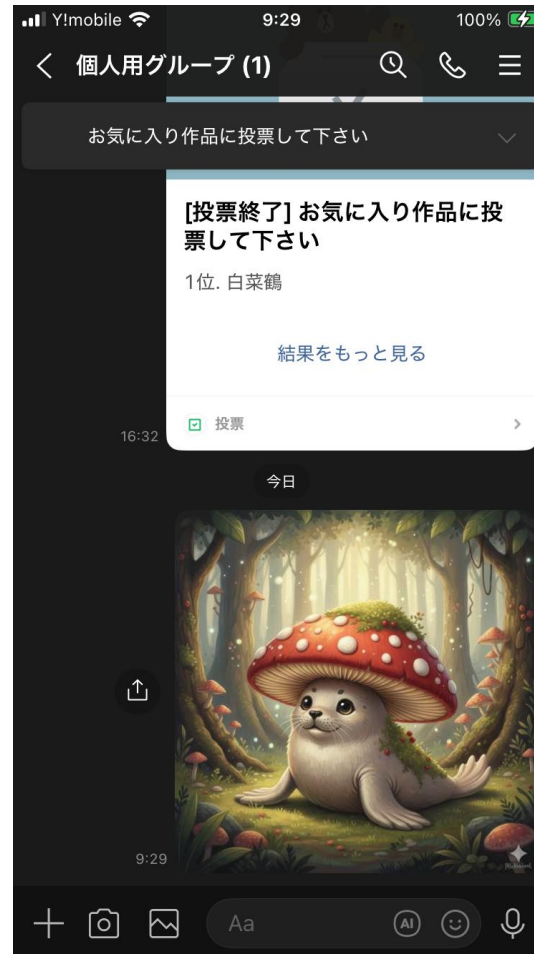 Y!mobile 9:29 100%
個人用グループ (1)
お気に入り作品に投票して下さい
[投票終了] お気に入り作品に投
票して下さい
1位. 白菜鶴
結果をもっと見る
投票
16:32
今日
9:29
Aa AI